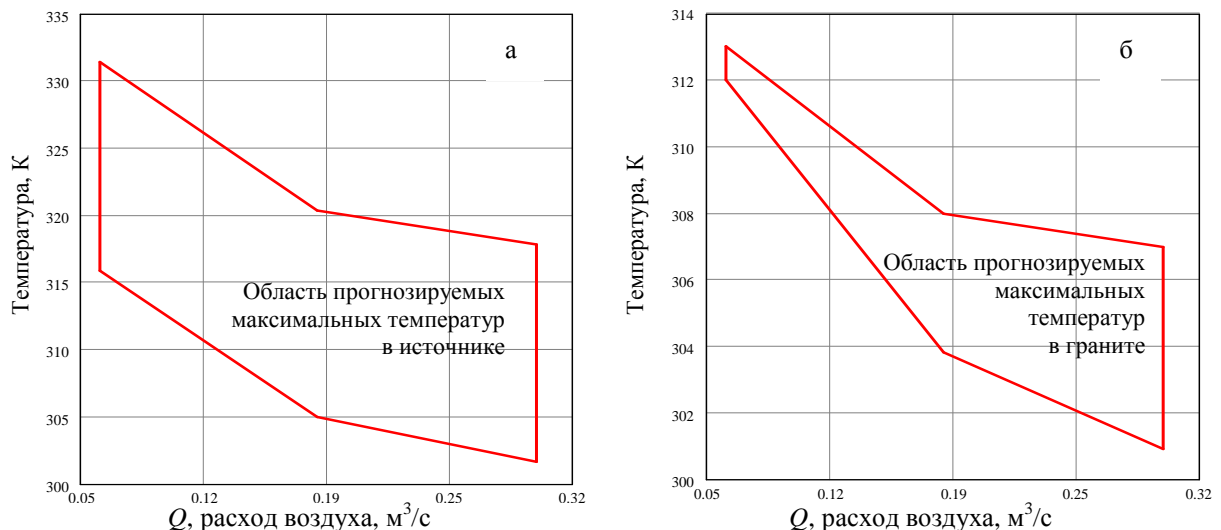 а
335
330
325
320
315
310
305
300
Температура, К
Область прогнозируемых
максимальных температур
в источнике
0.05
0.12
0.19
0.25
0.32
Q, расход воздуха, м³/с
б
314
312
310
308
306
304
302
300
Температура, К
Область прогнозируемых
максимальных
температур
в граните
0.05
0.12
0.19
0.25
0.32
Q, расход воздуха, м³/с